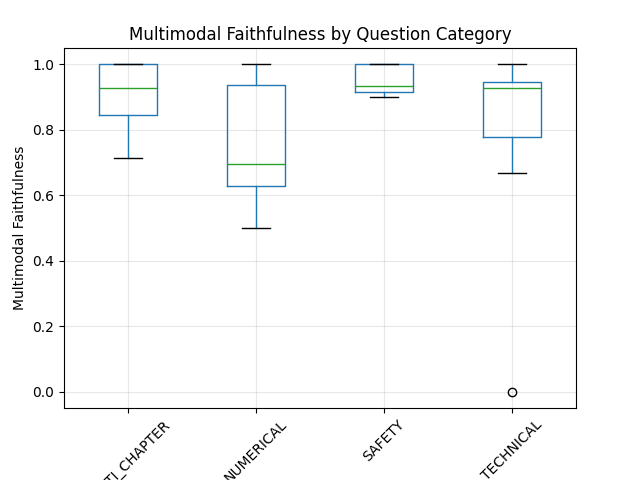 Multimodal Faithfulness by Question Category
Multimodal Faithfulness
1.0
0.8
0.6
0.4
0.2
0.0
TI_CHAPTER
NUMERICAL
SAFETY
TECHNICAL